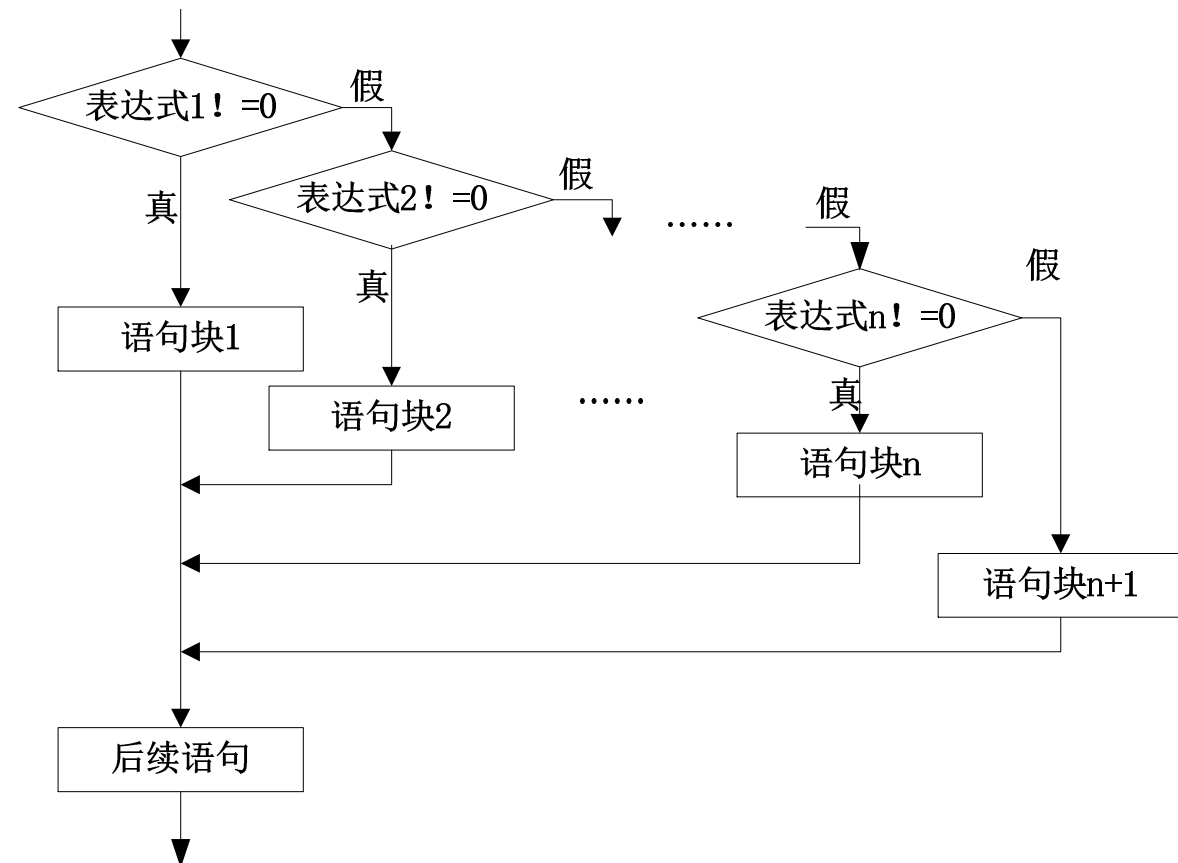 假
表达式1！=0
假
表达式2！=0
真
……
假
假
真
表达式n！=0
语句块1
真
语句块2
……
语句块n
语句块n+1
后续语句